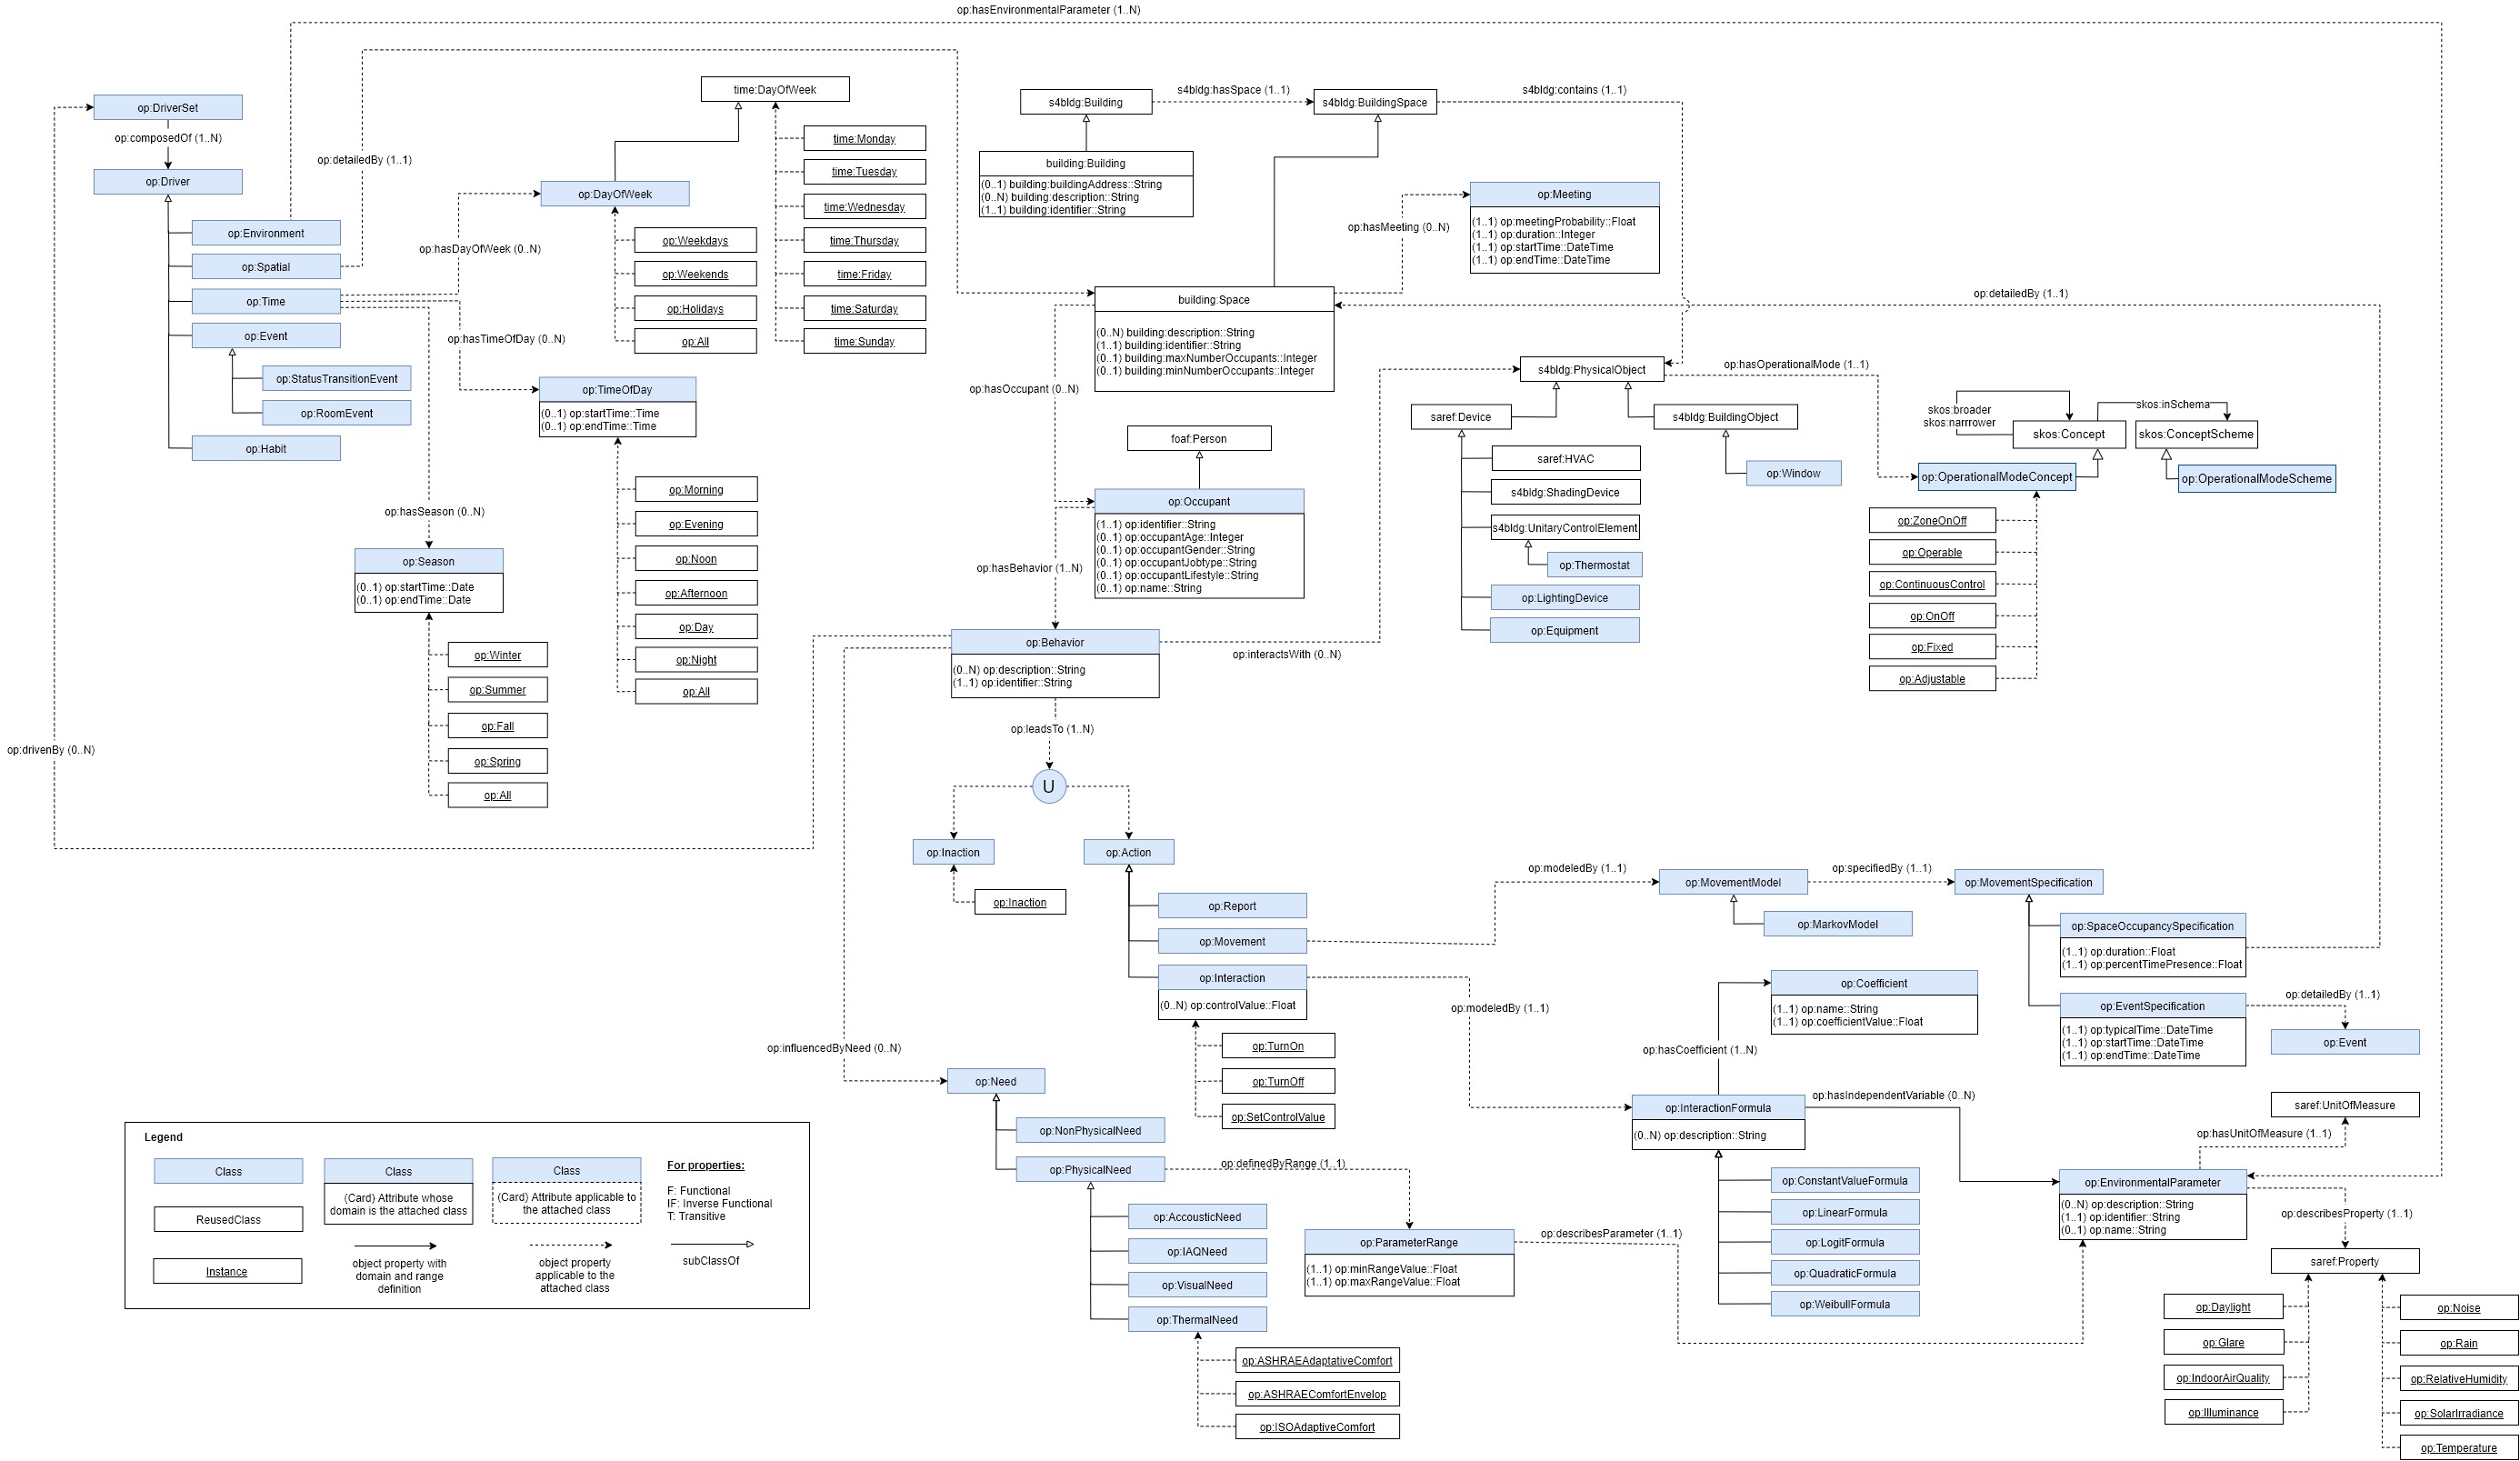 op:hasEnvironmentalParameter (1..N)
op:DriverSet
op:composedOf (1..N)
op:Driver
op:detailedBy (1..1)
op:Environment
op:Spatial
op:Time
op:Event
op:StatusTransitionEvent
op:RoomEvent
op:Habit
time:DayOfWeek
op:DayOfWeek
op:hasDayOfWeek (0..N)
op:hasTimeOfDay (0..N)
op:hasSeason (0..N)
op:Weekdays
op:Weekends
op:Holidays
op:All
time:Monday
time:Tuesday
time:Wednesday
time:Thursday
time:Friday
time:Saturday
time:Sunday
op:TimeOfDay
(0..1) op:startTime::Time
(0..1) op:endTime::Time
op:Morning
op:Evening
op:Noon
op:Afternoon
op:Day
op:Night
op:All
op:Season
(0..1) op:startTime::Date
(0..1) op:endTime::Date
op:Winter
op:Summer
op:Fall
op:Spring
op:All
op:drivenBy (0..N)
s4bldg:Building
s4bldg:hasSpace (1..1)
s4bldg:BuildingSpace
s4bldg:contains (1..1)
building:Building
(0..1) building:buildingAddress::String
(0..N) building:description::String
(1..1) building:identifier::String
op:hasMeeting (0..N)
op:Meeting
(1..1) op:meetingProbability::Float
(1..1) op:duration::Integer
(1..1) op:startTime::DateTime
(1..1) op:endTime::DateTime
building:Space
(0..N) building:description::String
(1..1) building:identifier::String
(0..1) building:maxNumberOccupants::Integer
(0..1) building:minNumberOccupants::Integer
op:detailedBy (1..1)
op:hasOccupant (0..N)
foaf:Person
op:Occupant
(1..1) op:identifier::String
(0..1) op:occupantAge::Integer
(0..1) op:occupantGender::String
(0..1) op:occupantJobtype::String
(0..1) op:occupantLifestyle::String
(0..1) op:name::String
op:hasBehavior (1..N)
s4bldg:PhysicalObject
op:hasOperationalMode (1..1)
saref:Device
s4bldg:BuildingObject
saref:HVAC
s4bldg:ShadingDevice
s4bldg:UnitaryControlElement
op:Thermostat
op:LightingDevice
op:Equipment
op:Window
skos:broader
skos:narrrower
skos:inSchema
skos:Concept
skos:ConceptScheme
op:OperationalModeConcept
op:OperationalModeScheme
op:ZoneOnOff
op:Operable
op:ContinuousControl
op:OnOff
op:Fixed
op:Adjustable
op:Behavior
(0..N) op:description::String
(1..1) op:identifier::String
op:interactsWith (0..N)
op:leadsTo (1..N)
U
op:Inaction
op:Inaction
op:Action
op:Report
op:Movement
op:Interaction
(0..N) op:controlValue::Float
op:TurnOn
op:TurnOff
op:SetControlValue
op:modeledBy (1..1)
op:MovementModel
op:specifiedBy (1..1)
op:MovementSpecification
op:MarkovModel
op:SpaceOccupancySpecification
(1..1) op:duration::Float
(1..1) op:percentTimePresence::Float
op:EventSpecification
(1..1) op:typicalTime::DateTime
(1..1) op:startTime::DateTime
(1..1) op:endTime::DateTime
op:detailedBy (1..1)
op:Event
op:modeledBy (1..1)
op:Coefficient
(1..1) op:name::String
(1..1) op:coefficientValue::Float
op:hasCoefficient (1..N)
op:InteractionFormula
(0..N) op:description::String
op:hasIndependentVariable (0..N)
op:ConstantValueFormula
op:LinearFormula
op:LogitFormula
op:QuadraticFormula
op:WeibullFormula
saref:UnitOfMeasure
op:hasUnitOfMeasure (1..1)
op:EnvironmentalParameter
(0..N) op:description::String
(1..1) op:identifier::String
(0..1) op:name::String
op:describesProperty (1..1)
saref:Property
op:Daylight
op:Glare
op:IndoorAirQuality
op:Illuminance
op:Noise
op:Rain
op:RelativeHumidity
op:SolarIrradiance
op:Temperature
op:influencedByNeed (0..N)
op:Need
op:NonPhysicalNeed
op:PhysicalNeed
op:definedByRange (1..1)
op:AccousticNeed
op:IAQNeed
op:VisualNeed
op:ThermalNeed
op:ASHRAEAdaptativeComfort
op:ASHRAEComfortEnvelop
op:ISOAdaptiveComfort
op:ParameterRange
(1..1) op:minRangeValue::Float
(1..1) op:maxRangeValue::Float
op:describesParameter (1..1)
Legend
Class
ReusedClass
Instance
Class
(Card) Attribute whose
domain is the attached class
object property with
domain and range
definition
Class
(Card) Attribute applicable to
the attached class
object property
applicable to the
attached class
For properties:
F: Functional
IF: Inverse Functional
T: Transitive
subClassOf